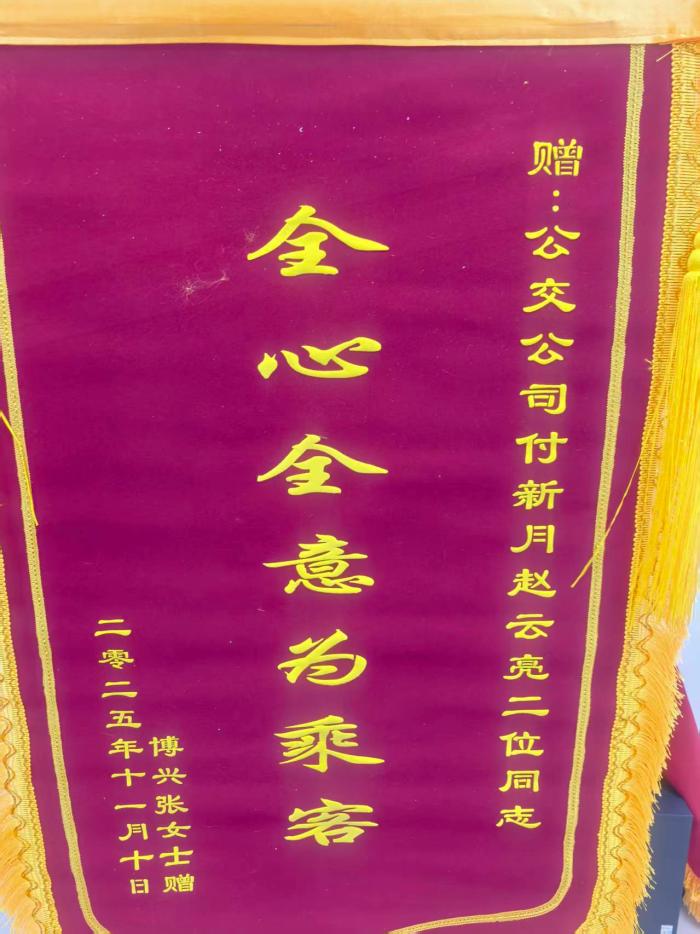 赠：公交公司付新月赵云亮二位同志
全心全意为乘客
博兴张女士赠
二零二五年十一月十日